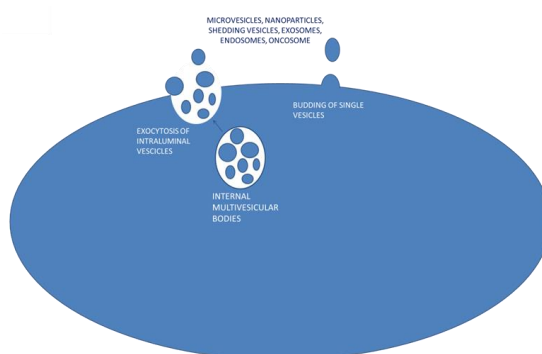 MICROVESICLES, NANOPARTICLES,
SHEDDING VESICLES, EXOSOMES,
ENDOSOMES, ONCOSOME
BUDDING OF SINGLE
VESICLES
EXOCYTOSIS OF
INTRALUMINAL
VESCICLES
INTERNAL
MULTIVESICULAR
BODIES